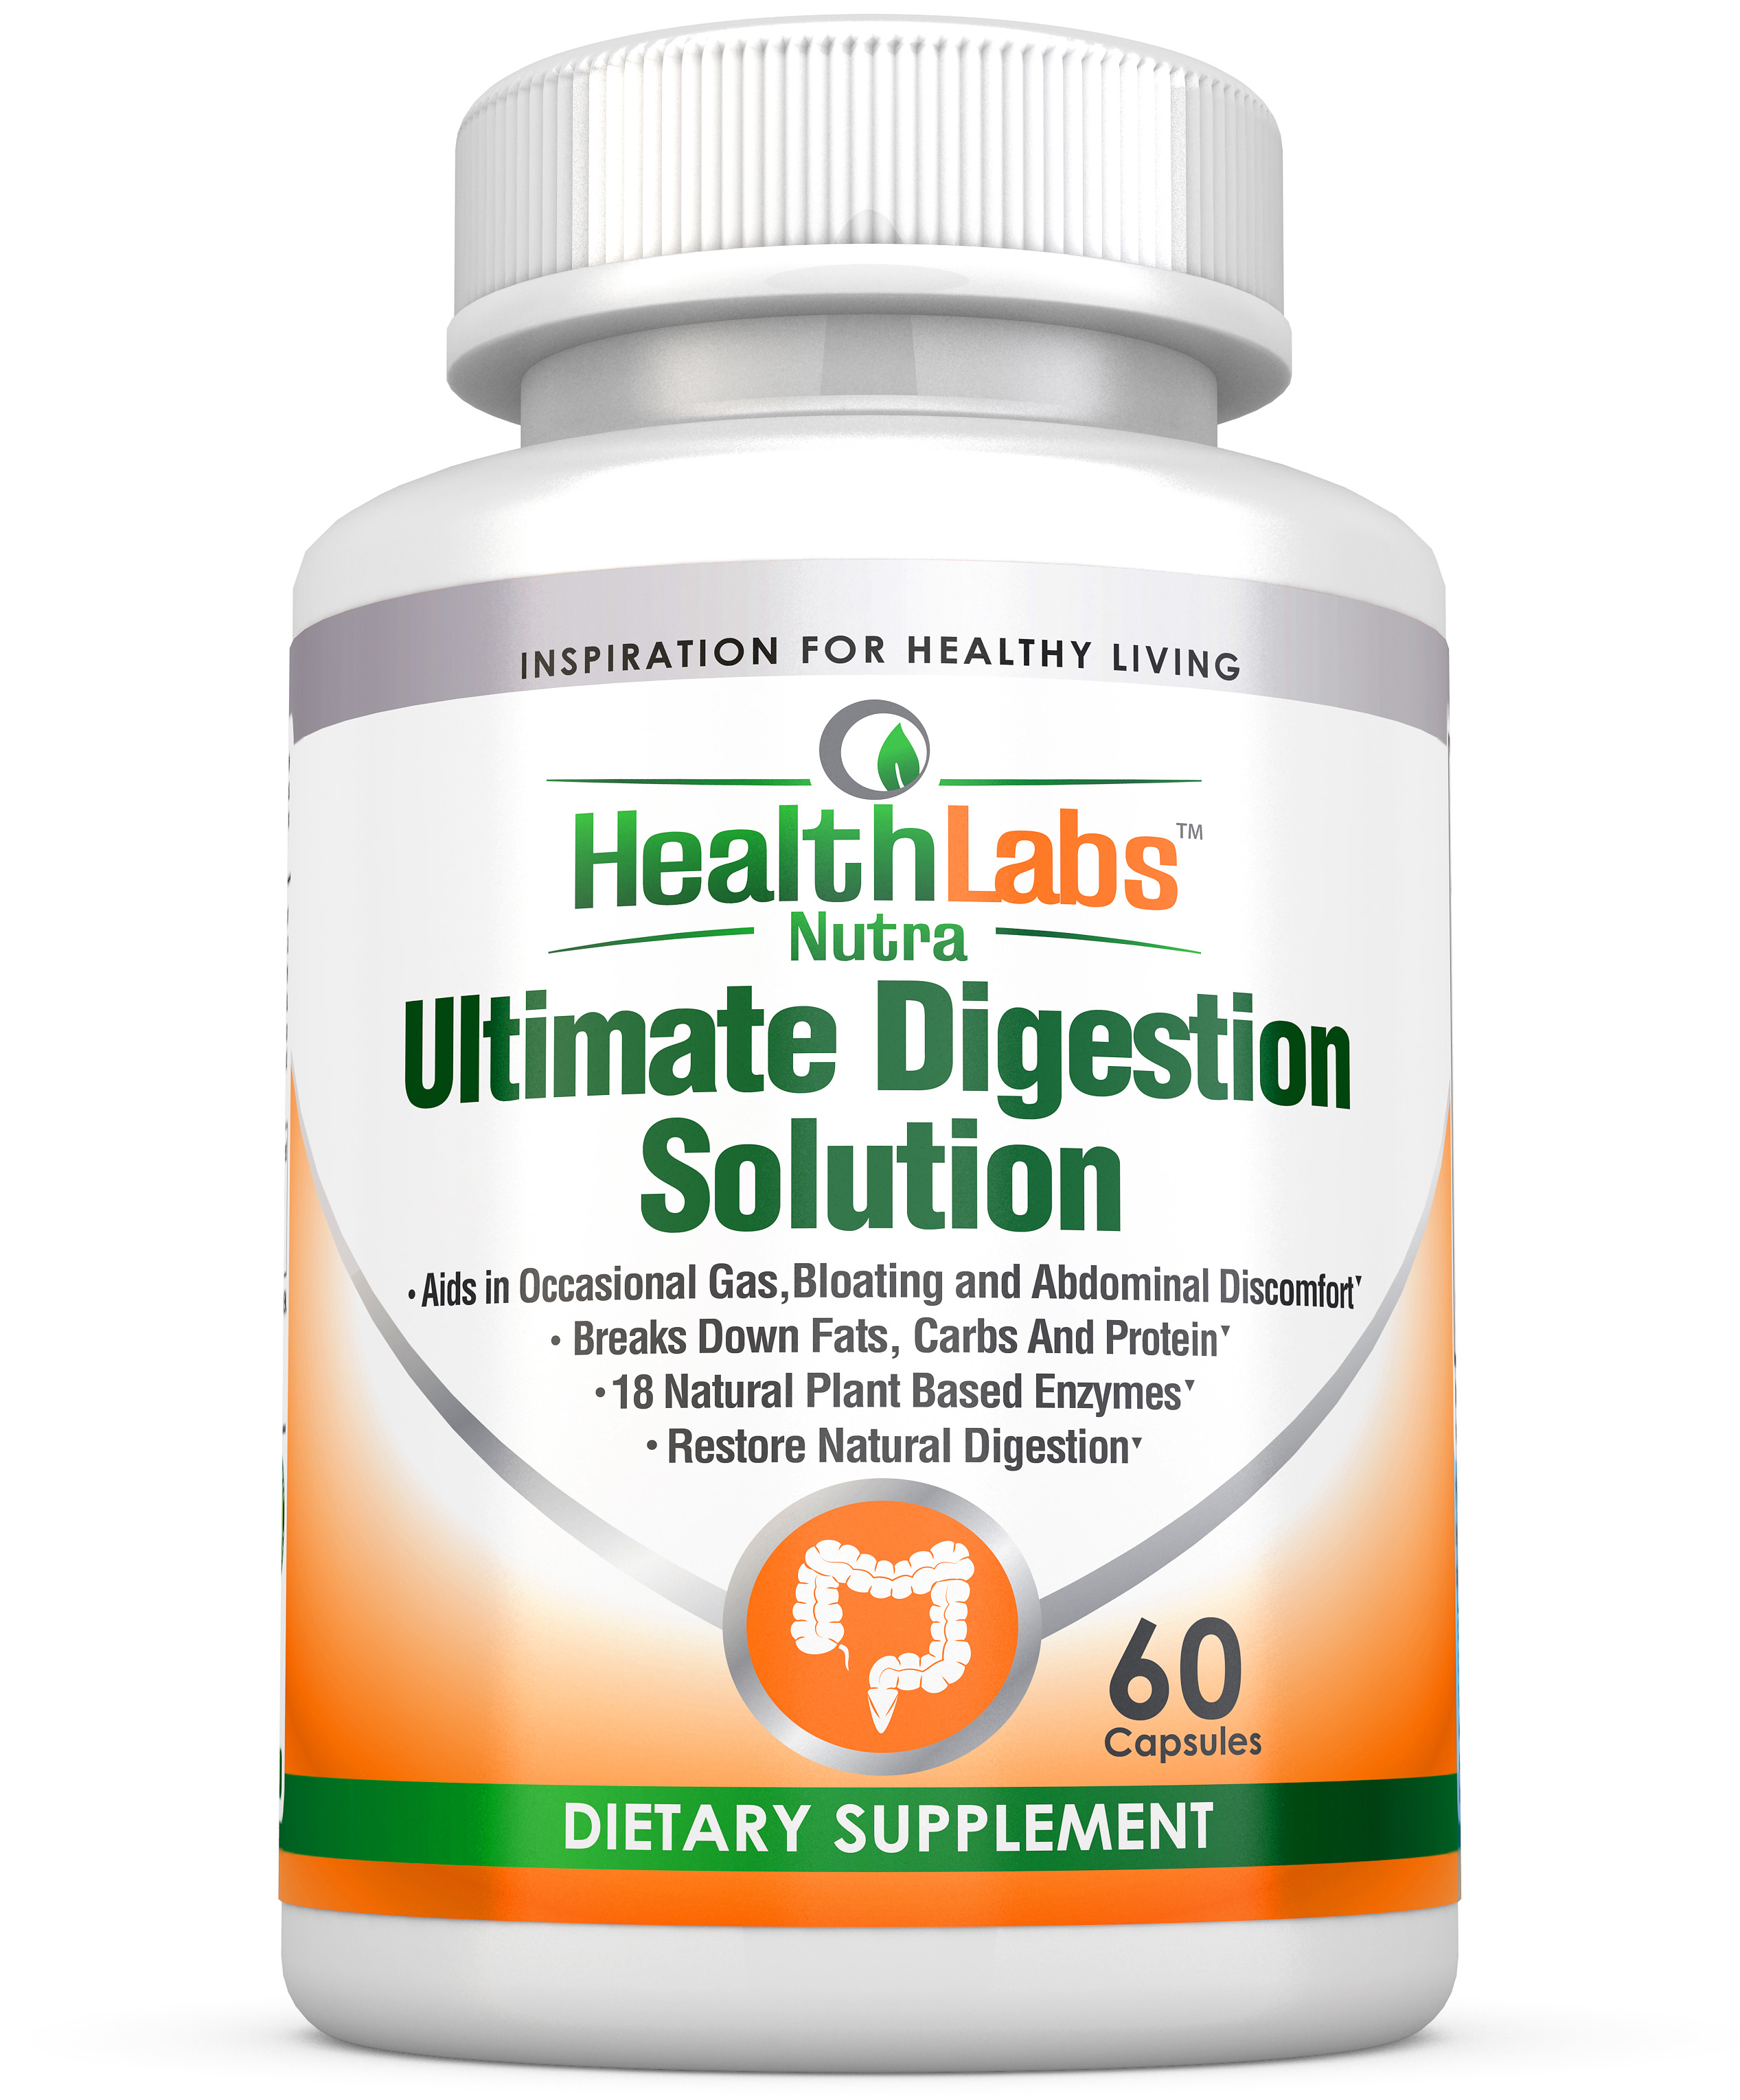 INSPIRATION FOR HEALTHY LIVING
HealthLabs™
Nutra
Ultimate Digestion
Solution
• Aids in Occasional Gas,Bloating and Abdominal Discomfort▼
• Breaks Down Fats, Carbs And Protein▼
• 18 Natural Plant Based Enzymes▼
• Restore Natural Digestion▼
60
Capsules
DIETARY SUPPLEMENT